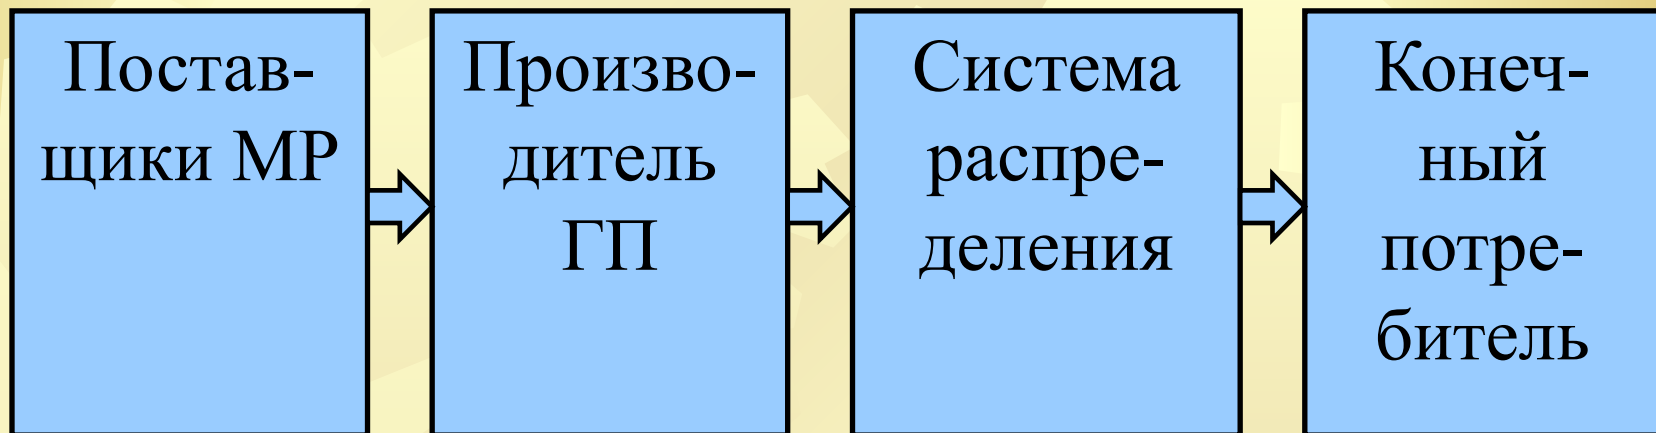 Постав-
щики МР
Произво-
дитель
ГП
Система
распре-
деления
Конеч-
ный
потре-
битель